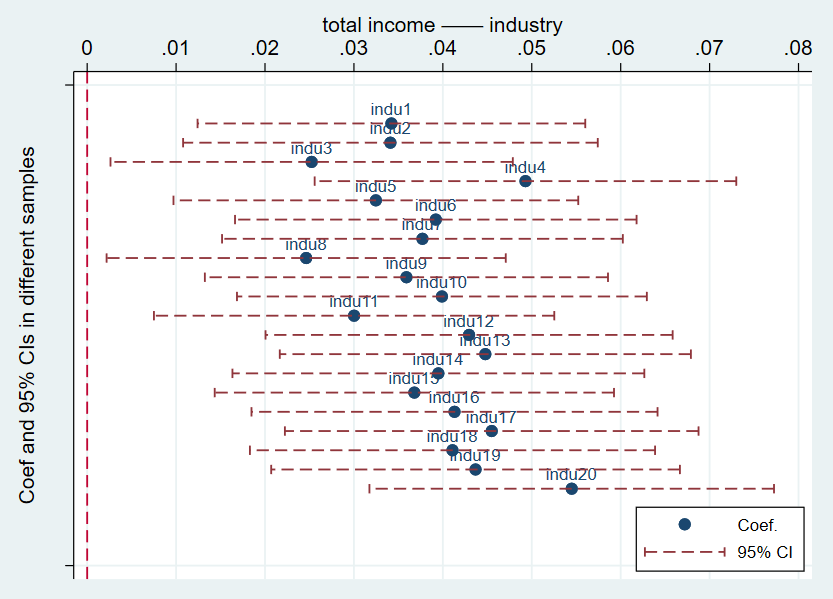 total income —— industry
0 .01 .02 .03 .04 .05 .06 .07 .08
Coef and 95% CIs in different samples
indu1
indu2
indu3
indu4
indu5
indu6
indu7
indu8
indu9
indu10
indu11
indu12
indu13
indu14
indu15
indu16
indu17
indu18
indu19
indu20
Coef.
95% CI